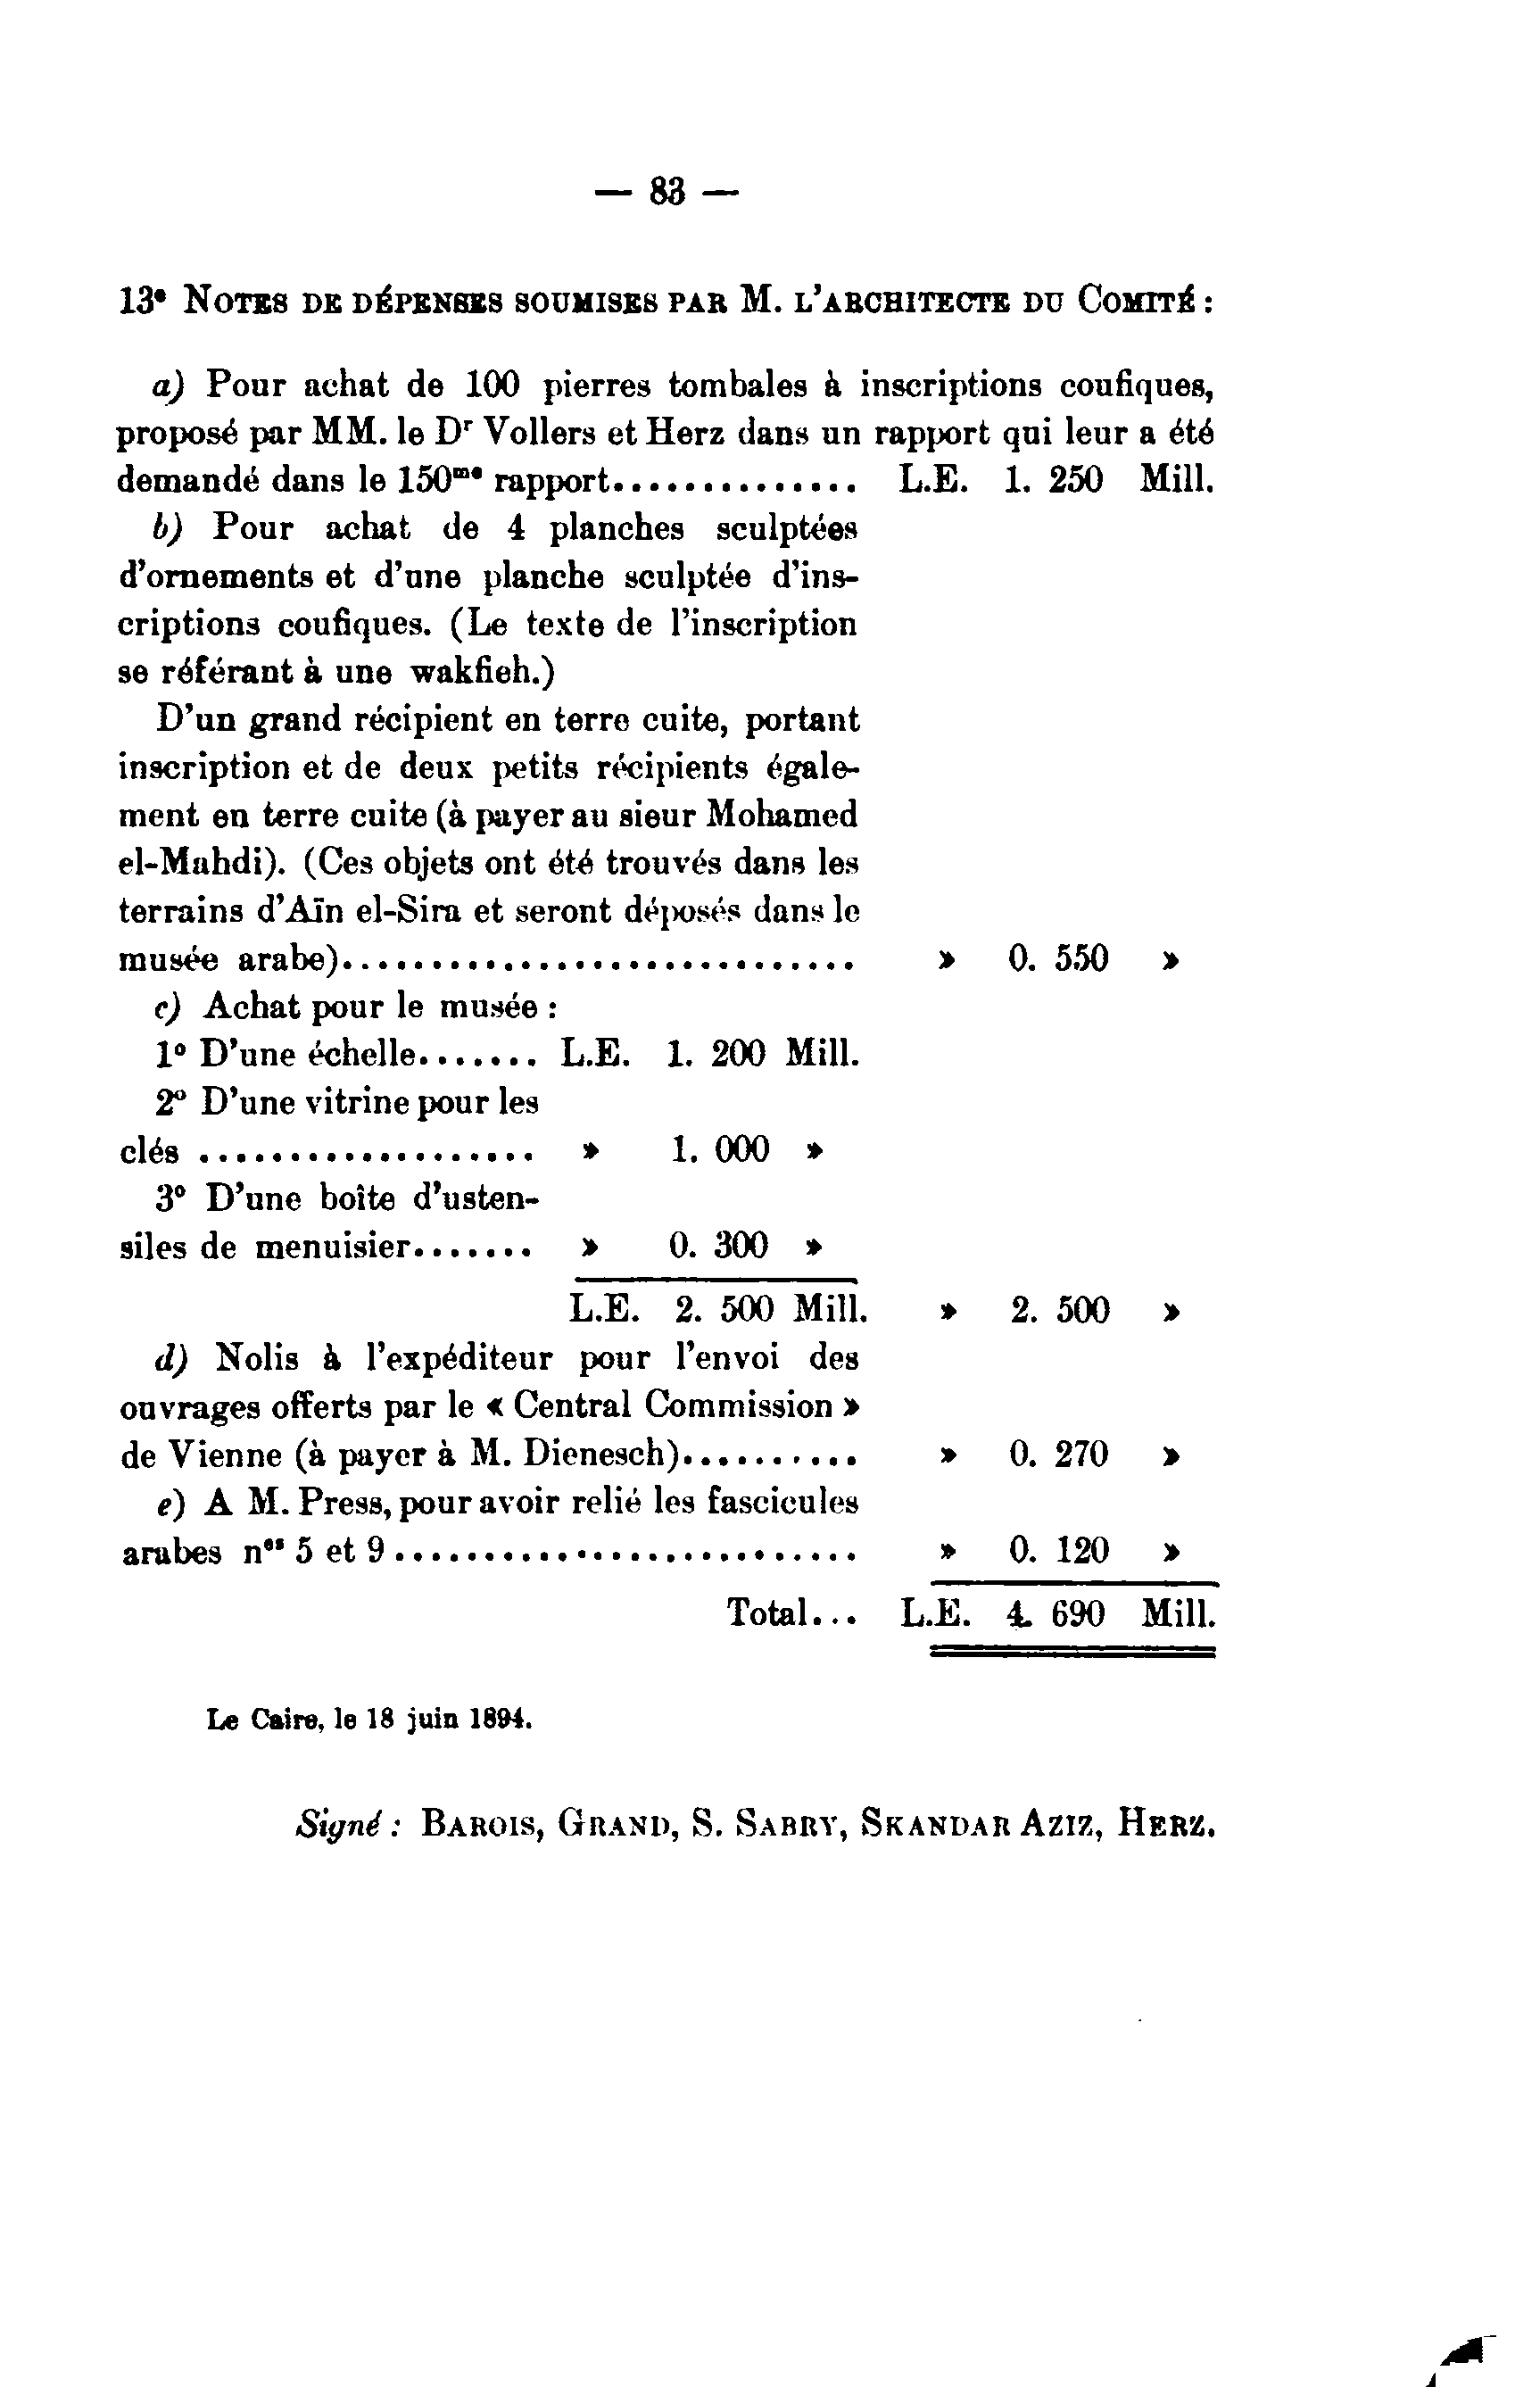 — 83 —
13e Notes de dépenses soumises par M. l'architecte du Comité :
a) Pour achat de 100 pierres tombales à inscriptions coufiques,
proposé par MM. le Dr Vollers et Herz dans un rapport qui leur a été
demandé dans le 150me rapport.............. L.E. 1. 250 Mill.
b) Pour achat de 4 planches sculptées
d'ornements et d'une planche sculptée d'ins-
criptions coufiques. (Le texte de l'inscription
se référant à une wakfieh.)
D'un grand récipient en terre cuite, portant
inscription et de deux petits récipients égale-
ment en terre cuite (à payer au sieur Mohamed
el-Mahdi). (Ces objets ont été trouvés dans les
terrains d'Aïn el-Sira et seront déposés dans le
musée arabe)............................. » 0. 550 »
c) Achat pour le musée :
1° D'une échelle....... L.E. 1. 200 Mill.
2° D'une vitrine pour les
clés ................... » 1. 000 »
3° D'une boîte d'usten-
siles de menuisier....... » 0. 300 »
L.E. 2. 500 Mill. » 2. 500 »
d) Nolis à l'expéditeur pour l'envoi des
ouvrages offerts par le « Central Commission »
de Vienne (à payer à M. Dienesch).......... » 0. 270 »
e) A M. Press, pour avoir relié les fascicules
arabes nos 5 et 9.......................... » 0. 120 »
Total... L.E. 4. 690 Mill.
Le Caire, le 18 juin 1894.
Signé : Barois, Grand, S. Sabry, Skandar Aziz, Herz.